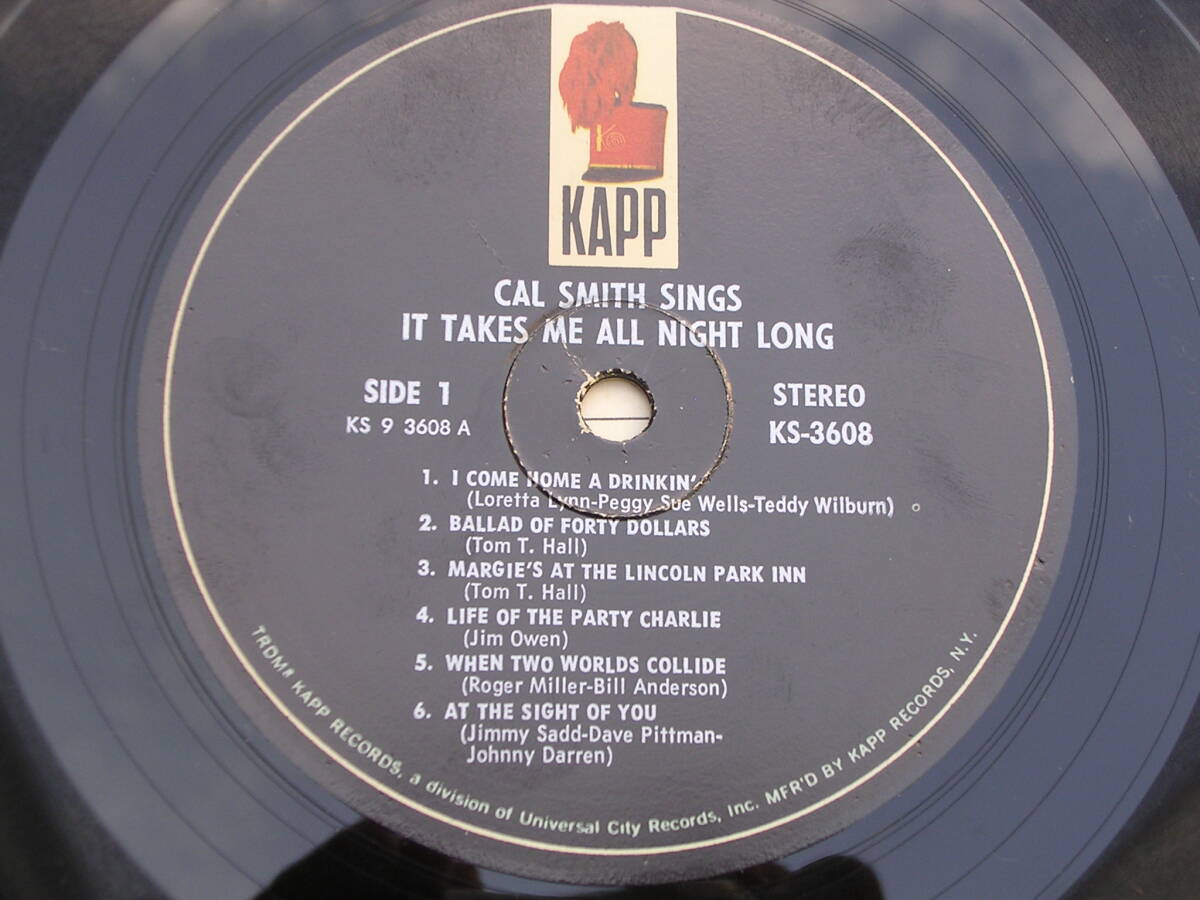 KAPP
CAL SMITH SINGS
IT TAKES ME ALL NIGHT LONG
SIDE 1
KS 9 3608 A
STEREO
KS-3608
1. I COME HOME A DRINKIN'
(Loretta Lynn-Peggy Sue Wells-Teddy Wilburn)
2. BALLAD OF FORTY DOLLARS
(Tom T. Hall)
3. MARGIE'S AT THE LINCOLN PARK INN
(Tom T. Hall)
4. LIFE OF THE PARTY CHARLIE
(Jim Owen)
5. WHEN TWO WORLDS COLLIDE
(Roger Miller-Bill Anderson)
6. AT THE SIGHT OF YOU
(Jimmy Sadd-Dave Pittman-
Johnny Darren)
KAPP RECORDS, a division of Universal City Records, Inc. MFR'D BY KAPP RECORDS, N.Y.